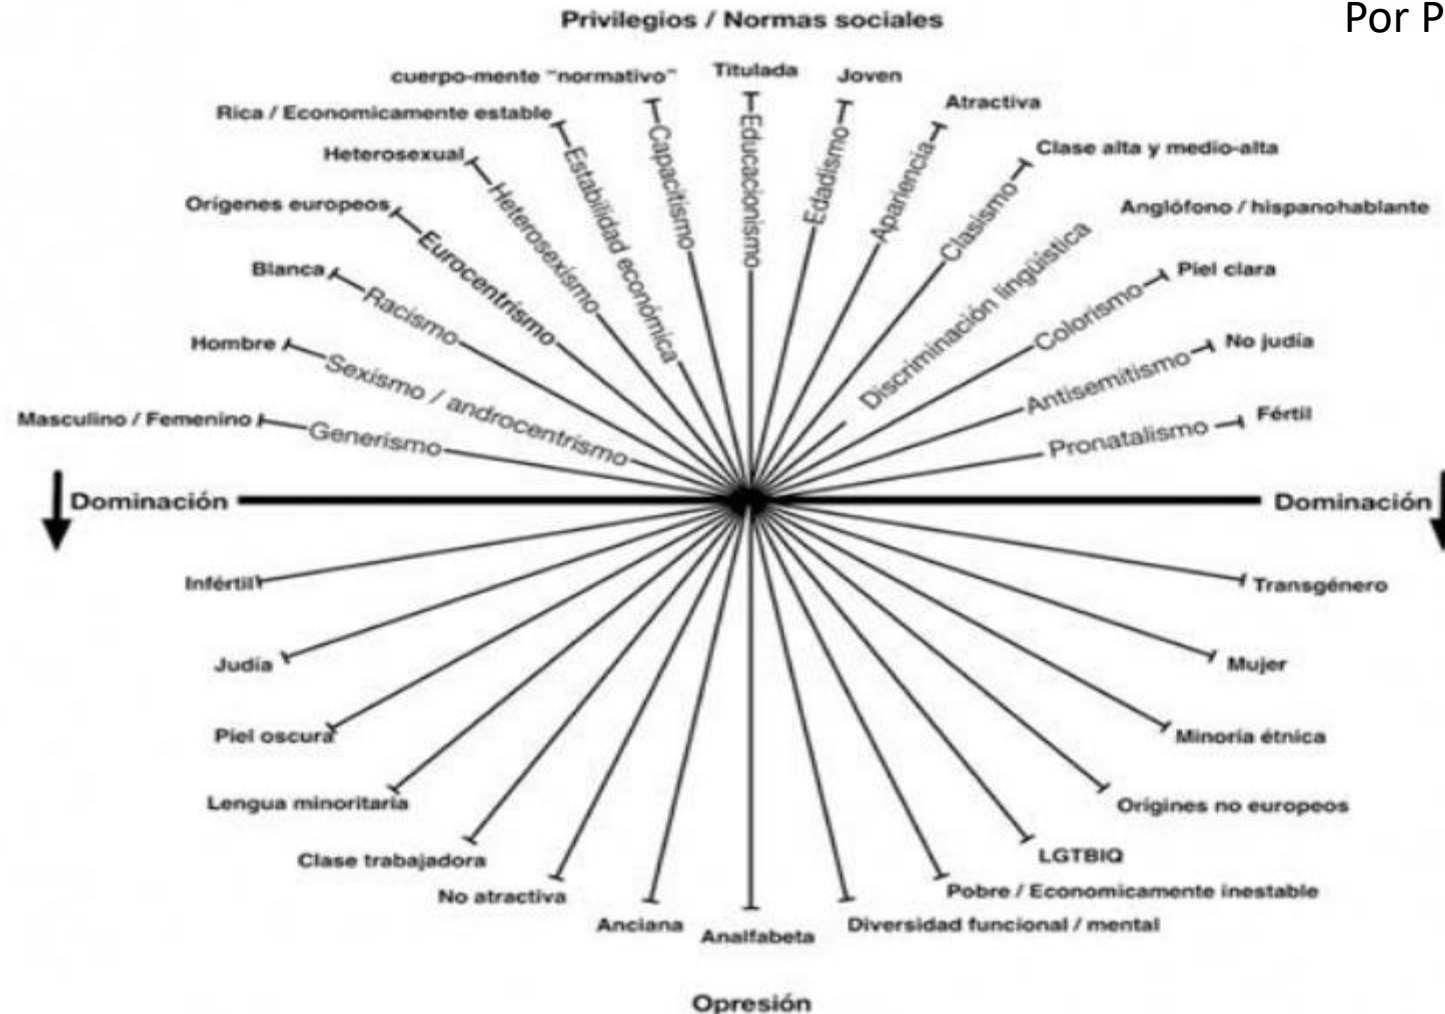 Por P
Privilegios / Normas sociales
cuerpo-mente "normativo"
Titulada
Joven
Rica / Economicamente estable
Atractiva
Heterosexual
Clase alta y medio-alta
Orígenes europeos
Anglófono / hispanohablante
Blanca
Piel clara
Hombre
No judía
Masculino / Femenino
Fértil
Generismo
Sexismo / androcentrismo
Racismo
Eurocentrismo
Heterosexismo
Estabilidad económica
Capacitismo
Educacionismo
Edadismo
Apariencia
Clasismo
Discriminación lingüística
Colorismo
Antisemitismo
Pronatalismo
Dominación
Dominación
Infértil
Transgénero
Judía
Mujer
Piel oscura
Minoría étnica
Lengua minoritaria
Orígines no europeos
Clase trabajadora
LGTBIQ
No atractiva
Pobre / Economicamente inestable
Anciana
Analfabeta
Diversidad funcional / mental
Opresión